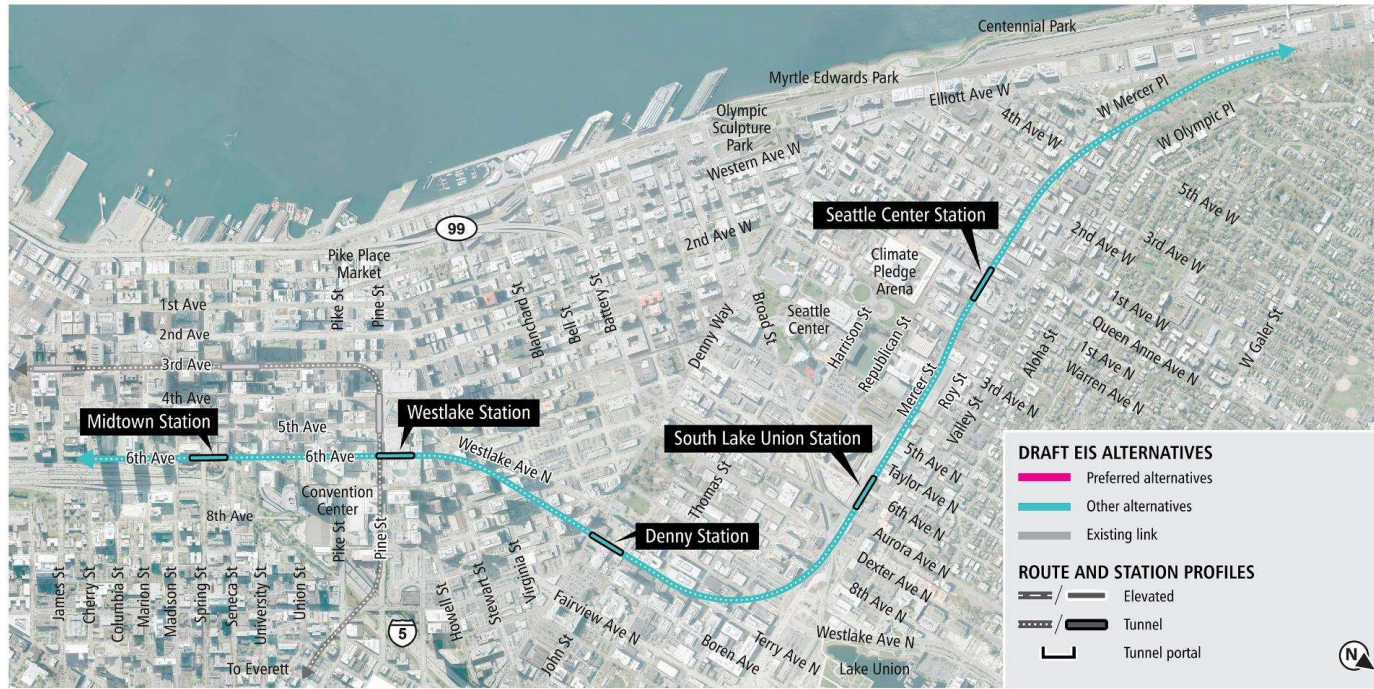 Centennial Park
Myrtle Edwards Park
Elliott Ave W
W Mercer Pl
4th Ave W
W Olympic Pl
Olympic
Sculpture
Park
Western Ave W
5th Ave W
Seattle Center Station
99
2nd Ave W
3rd Ave W
2nd Ave W
Pike Place
Market
Climate
Pledge
Arena
1st Ave
Pike St
Pine St
Blanchard St
Bell St
Battery St
Denny Way
Broad St
Seattle
Center
Harrison St
Republican St
1st Ave W
Queen Anne Ave N
W Galer St
2nd Ave
3rd Ave
4th Ave
Mercer St
Roy St
Aloha St
1st Ave N
Warren Ave N
3rd Ave N
Valley St
Midtown Station
Westlake Station
5th Ave
South Lake Union Station
6th Ave
6th Ave
Westlake Ave N
Thomas St
5th Ave N
Taylor Ave N
6th Ave N
Aurora Ave N
Dexter Ave N
8th Ave N
Convention
Center
8th Ave
Pike St
Pine St
Denny Station
James St
Cherry St
Columbia St
Marion St
Madison St
Spring St
Seneca St
University St
Union St
Howell St
Stewart St
Virginia St
Fairview Ave N
John St
Boren Ave
Terry Ave N
Westlake Ave N
Lake Union
5
To Everett
DRAFT EIS ALTERNATIVES
Preferred alternatives
Other alternatives
Existing link
ROUTE AND STATION PROFILES
/ Elevated
/ Tunnel
Tunnel portal
N